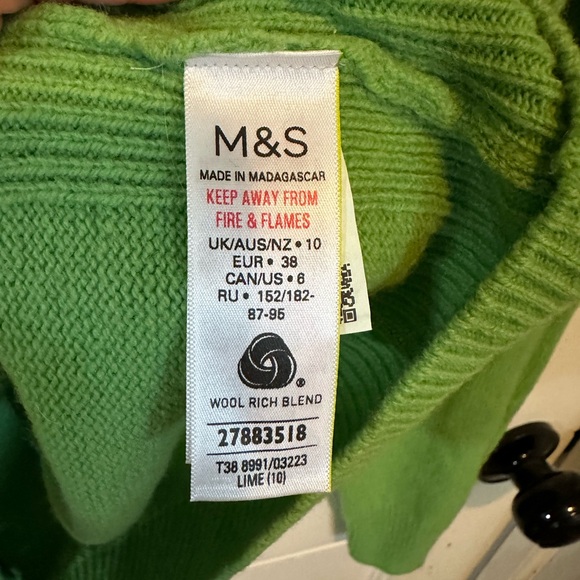 M&S
MADE IN MADAGASCAR
KEEP AWAY FROM
FIRE & FLAMES
UK/AUS/NZ • 10
EUR • 38
CAN/US • 6
RU • 152/182-
87-95
®
WOOL RICH BLEND
27883518
T38 8991/03223
LIME (10)